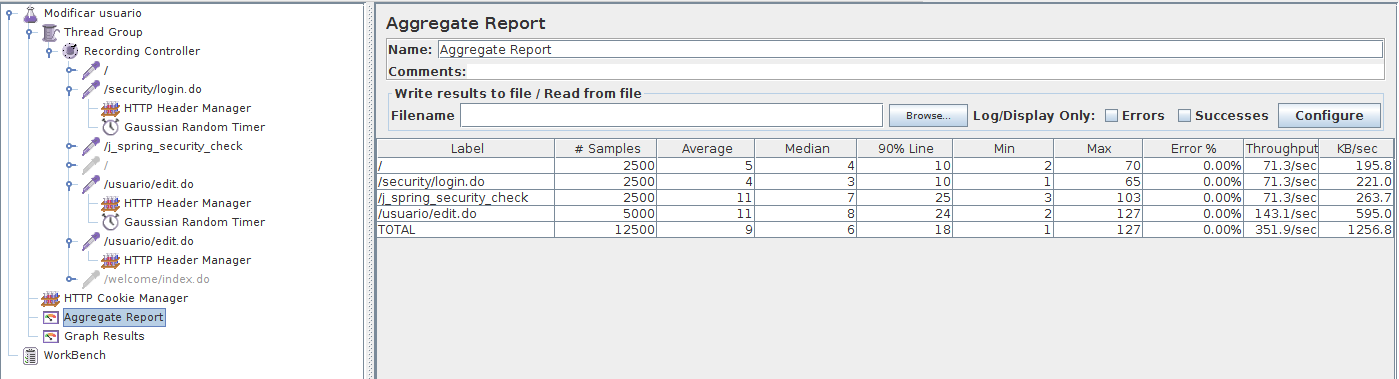 Modificar usuario
Thread Group
Recording Controller
/
/security/login.do
HTTP Header Manager
Gaussian Random Timer
/j_spring_security_check
/
/usuario/edit.do
HTTP Header Manager
Gaussian Random Timer
/usuario/edit.do
HTTP Header Manager
/welcome/index.do
HTTP Cookie Manager
Aggregate Report
Graph Results
WorkBench
Aggregate Report
Name: Aggregate Report
Comments:
Write results to file / Read from file
Filename Browse... Log/Display Only: Errors Successes Configure
Label # Samples Average Median 90% Line Min Max Error % Throughput KB/sec
/ 2500 5 4 10 2 70 0.00% 71.3/sec 195.8
/security/login.do 2500 4 3 10 1 65 0.00% 71.3/sec 221.0
/j_spring_security_check 2500 11 7 25 3 103 0.00% 71.3/sec 263.7
/usuario/edit.do 5000 11 8 24 2 127 0.00% 143.1/sec 595.0
TOTAL 12500 9 6 18 1 127 0.00% 351.9/sec 1256.8